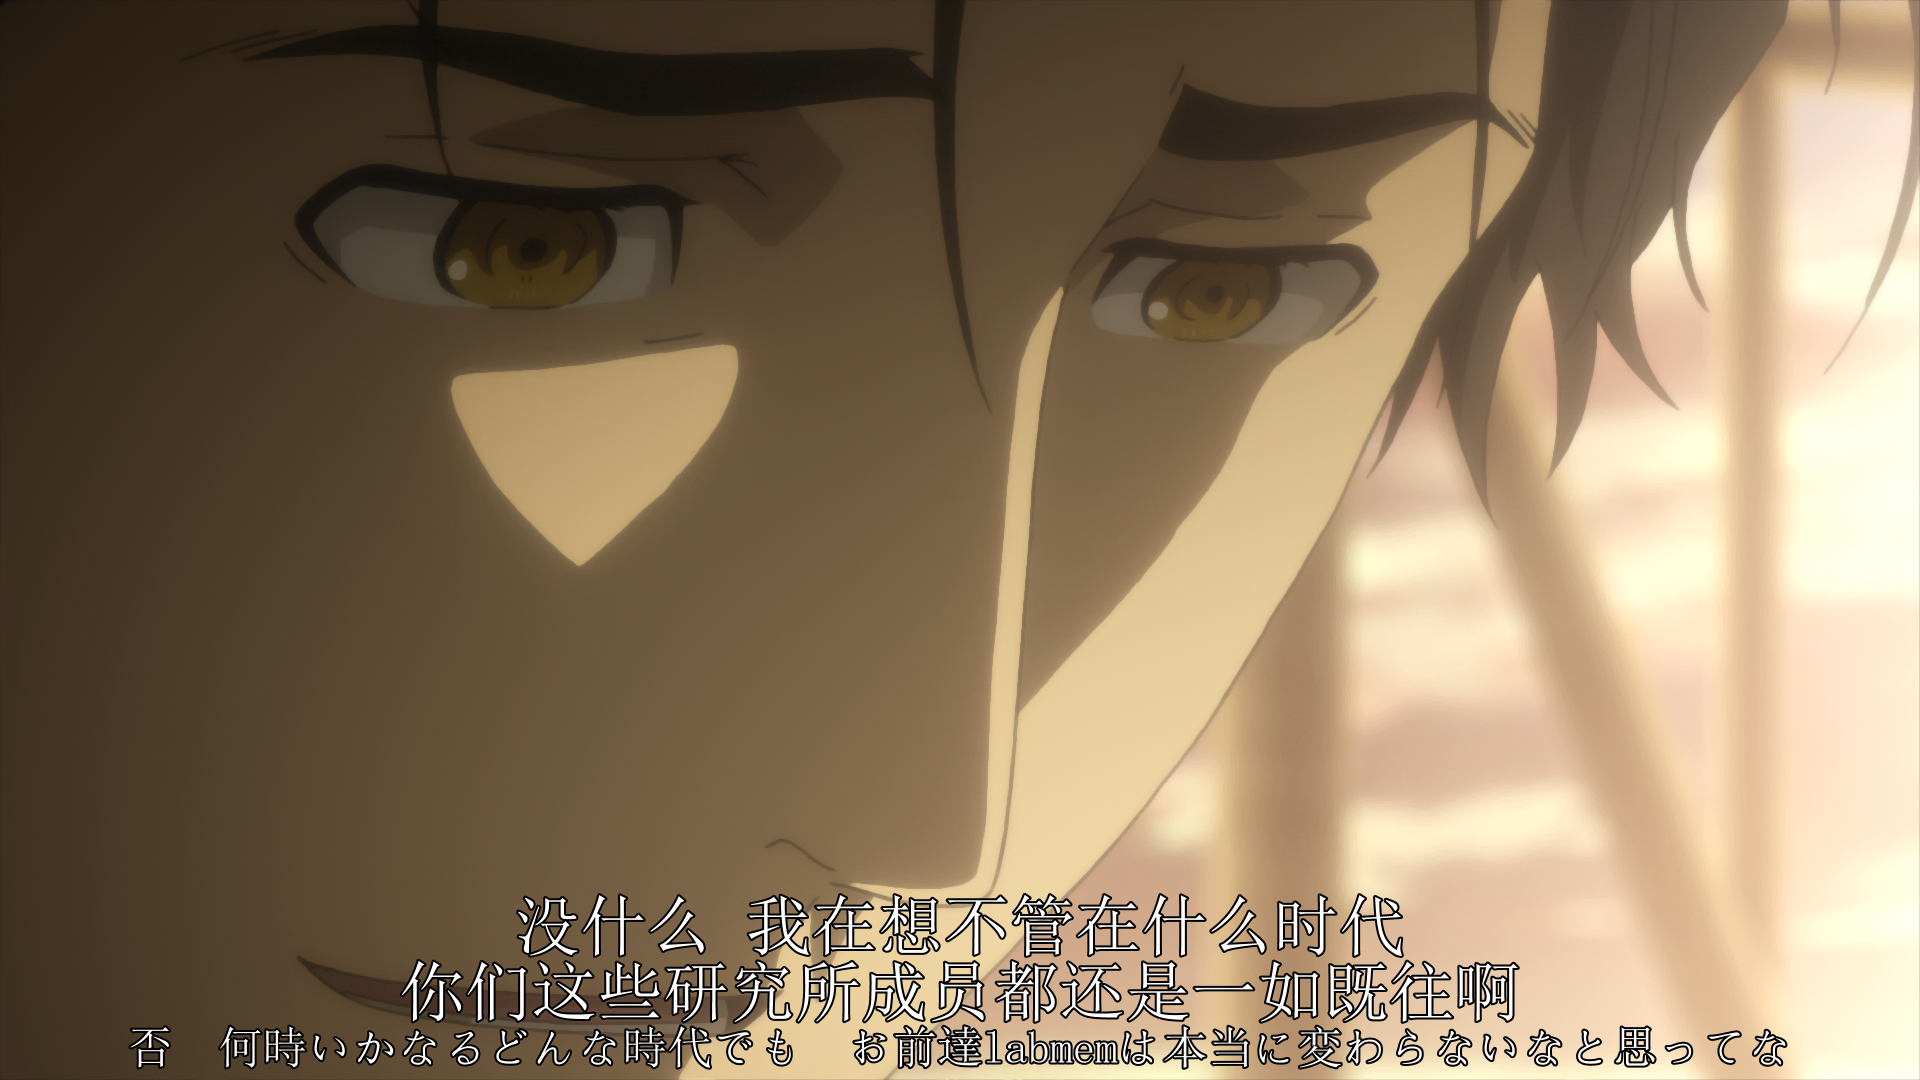 没什么 我在想不管在什么时代
你们这些研究所成员都还是一如既往啊
否　何時いかなるどんな時代でも　お前達labmemは本当に変わらないなと思ってな